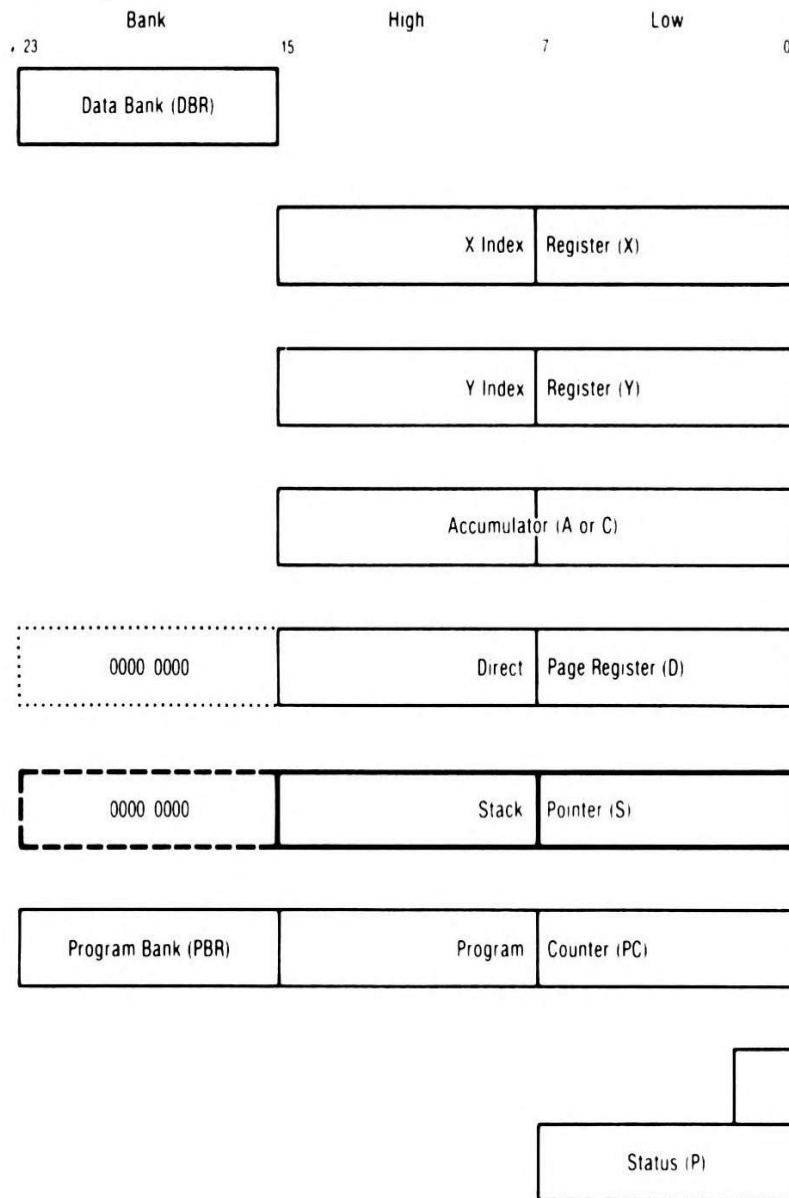 Bank High Low
23 15 7 0
Data Bank (DBR)
X Index Register (X)
Y Index Register (Y)
Accumulator (A or C)
0000 0000 Direct Page Register (D)
0000 0000 Stack Pointer (S)
Program Bank (PBR) Program Counter (PC)
Status (P)